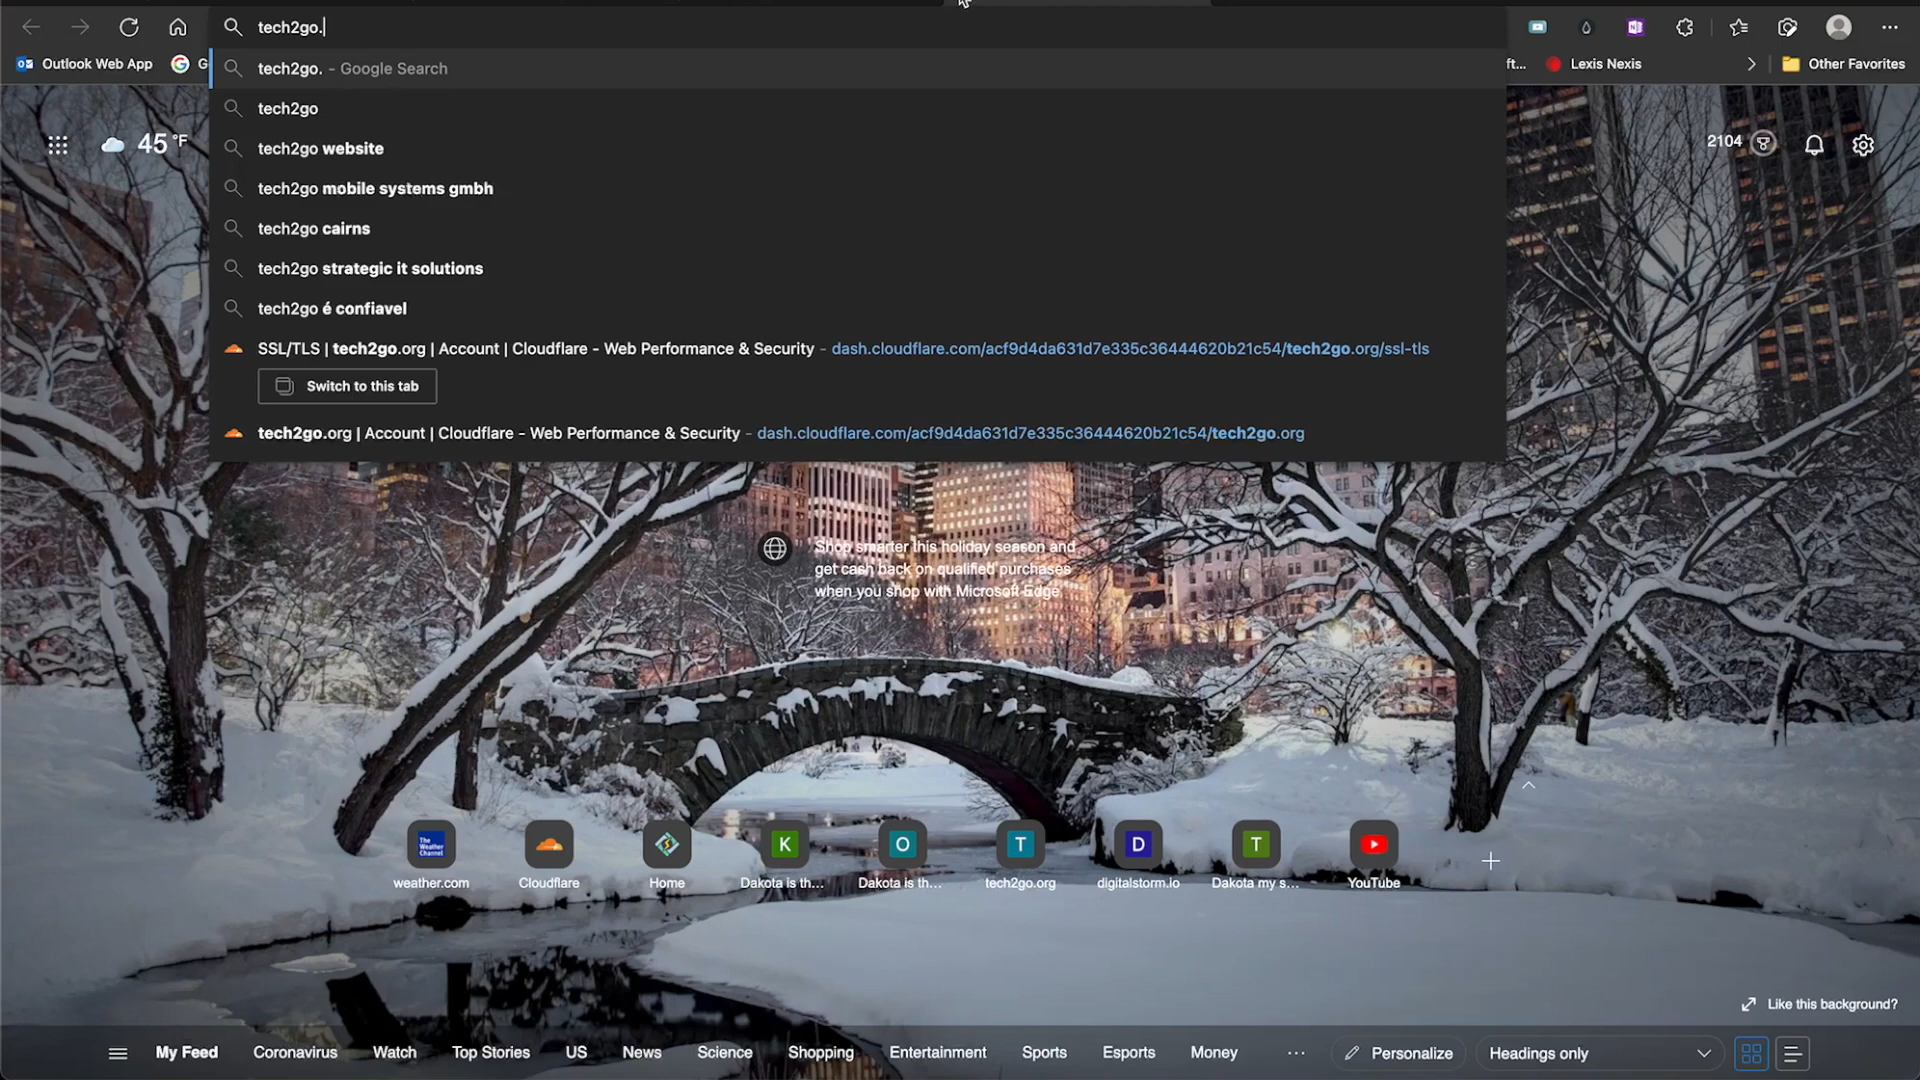 tech2go.
Outlook Web App
G
ft...
Lexis Nexis
Other Favorites
tech2go. - Google Search
tech2go
tech2go website
tech2go mobile systems gmbh
tech2go cairns
tech2go strategic it solutions
tech2go é confiavel
SSL/TLS | tech2go.org | Account | Cloudflare - Web Performance & Security - dash.cloudflare.com/acf9d4da631d7e335c36444620b21c54/tech2go.org/ssl-tls
Switch to this tab
tech2go.org | Account | Cloudflare - Web Performance & Security - dash.cloudflare.com/acf9d4da631d7e335c36444620b21c54/tech2go.org
45 °F
2104
Shop smarter this holiday season and
get cash back on qualified purchases
when you shop with Microsoft Edge.
The Weather Channel
K
O
T
D
T
weather.com
Cloudflare
Home
Dakota is th...
Dakota is th...
tech2go.org
digitalstorm.io
Dakota my s...
YouTube
Like this background?
My Feed
Coronavirus
Watch
Top Stories
US
News
Science
Shopping
Entertainment
Sports
Esports
Money
...
Personalize
Headings only